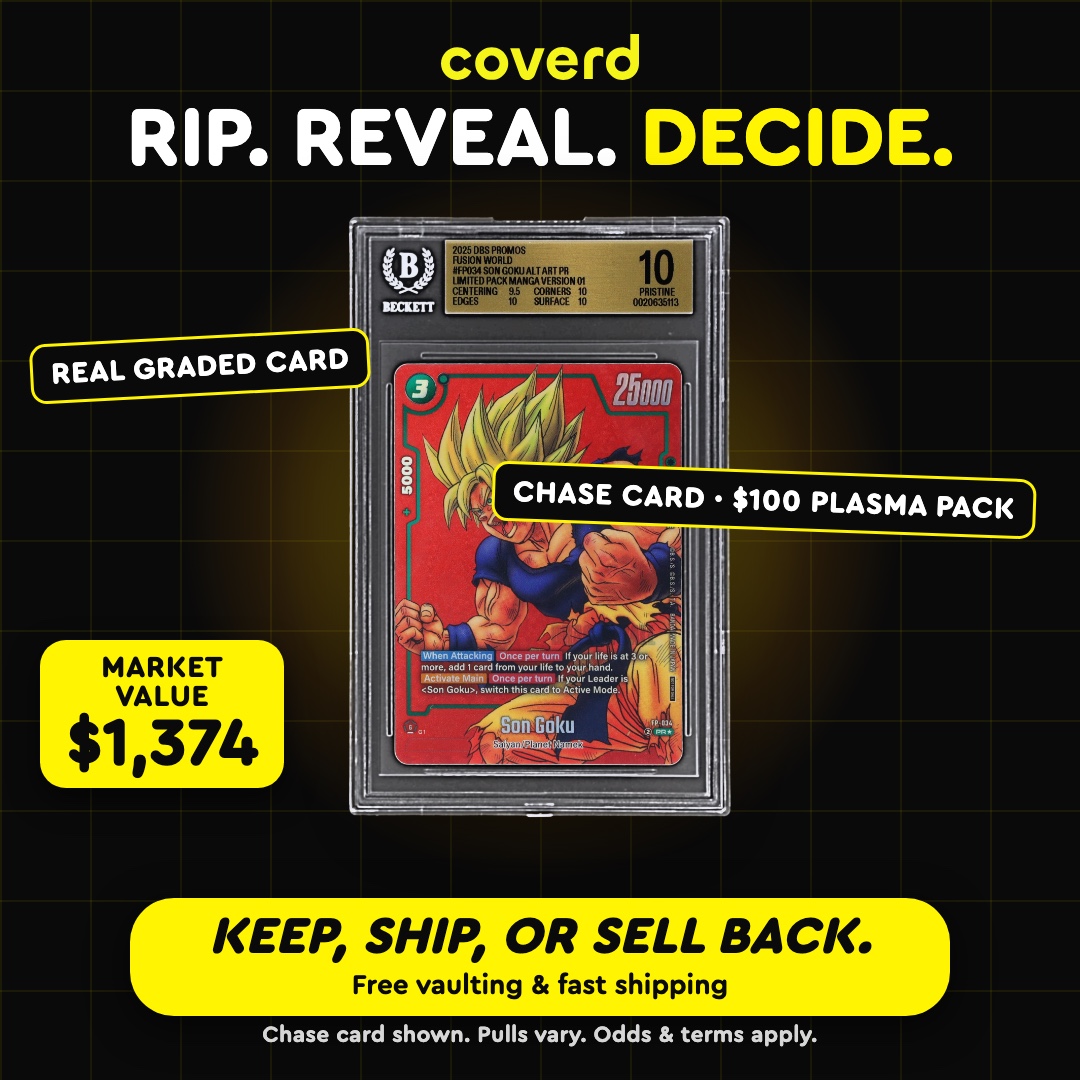 coverd
RIP. REVEAL. DECIDE.
B
BECKETT
2025 DBS PROMOS
FUSION WORLD
#FP034 SON GOKU ALT ART PR
LIMITED PACK MANGA VERSION 01
CENTERING 9.5 CORNERS 10
EDGES 10 SURFACE 10
10
PRISTINE
0020635113
REAL GRADED CARD
3
25000
+ 5000
CHASE CARD • $100 PLASMA PACK
MARKET
VALUE
$1,374
When Attacking Once per turn If your life is at 3 or
more, add 1 card from your life to your hand.
Activate Main Once per turn If your Leader is
<Son Goku>, switch this card to Active Mode.
Son Goku
Saiyan/Planet Namek
FP-034
PR★
KEEP, SHIP, OR SELL BACK.
Free vaulting & fast shipping
Chase card shown. Pulls vary. Odds & terms apply.